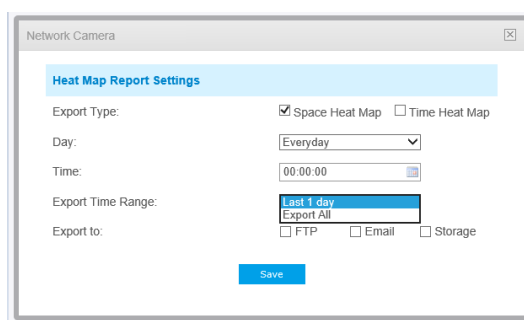 Network Camera
Heat Map Report Settings
Export Type: Space Heat Map Time Heat Map
Day: Everyday
Time: 00:00:00
Export Time Range: Last 1 day
Export All
Export to: FTP Email Storage
Save